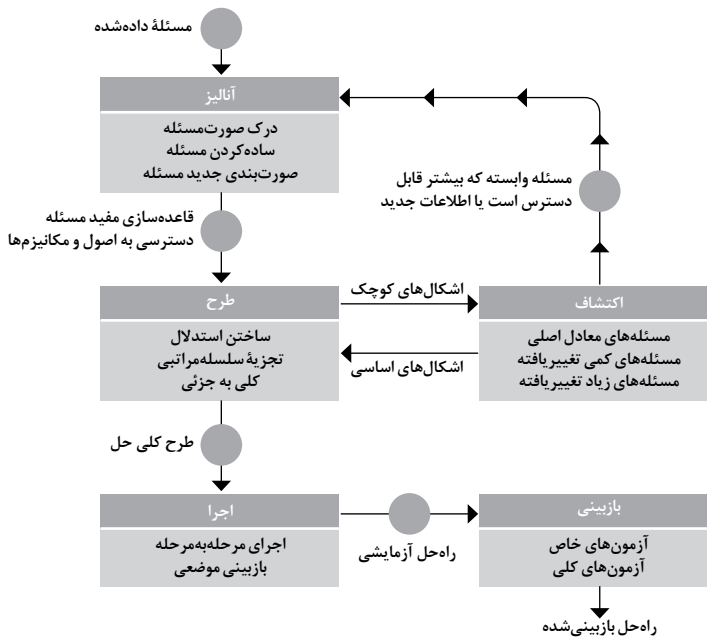 مسئلهٔ داده‌شده
آنالیز
درک صورت‌مسئله
ساده‌کردن مسئله
صورت‌بندی جدید مسئله
مسئله وابسته که بیشتر قابل
دسترس است یا اطلاعات جدید
قاعده‌سازی مفید مسئله
دسترسی به اصول و مکانیزم‌ها
طرح
ساختن استدلال
تجزیهٔ سلسله‌مراتبی
کلی به جزئی
اشکال‌های کوچک
اشکال‌های اساسی
اکتشاف
مسئله‌های معادل اصلی
مسئله‌های کمی تغییریافته
مسئله‌های زیاد تغییریافته
طرح کلی حل
اجرا
اجرای مرحله‌به‌مرحله
بازبینی موضعی
راه‌حل آزمایشی
بازبینی
آزمون‌های خاص
آزمون‌های کلی
راه‌حل بازبینی‌شده